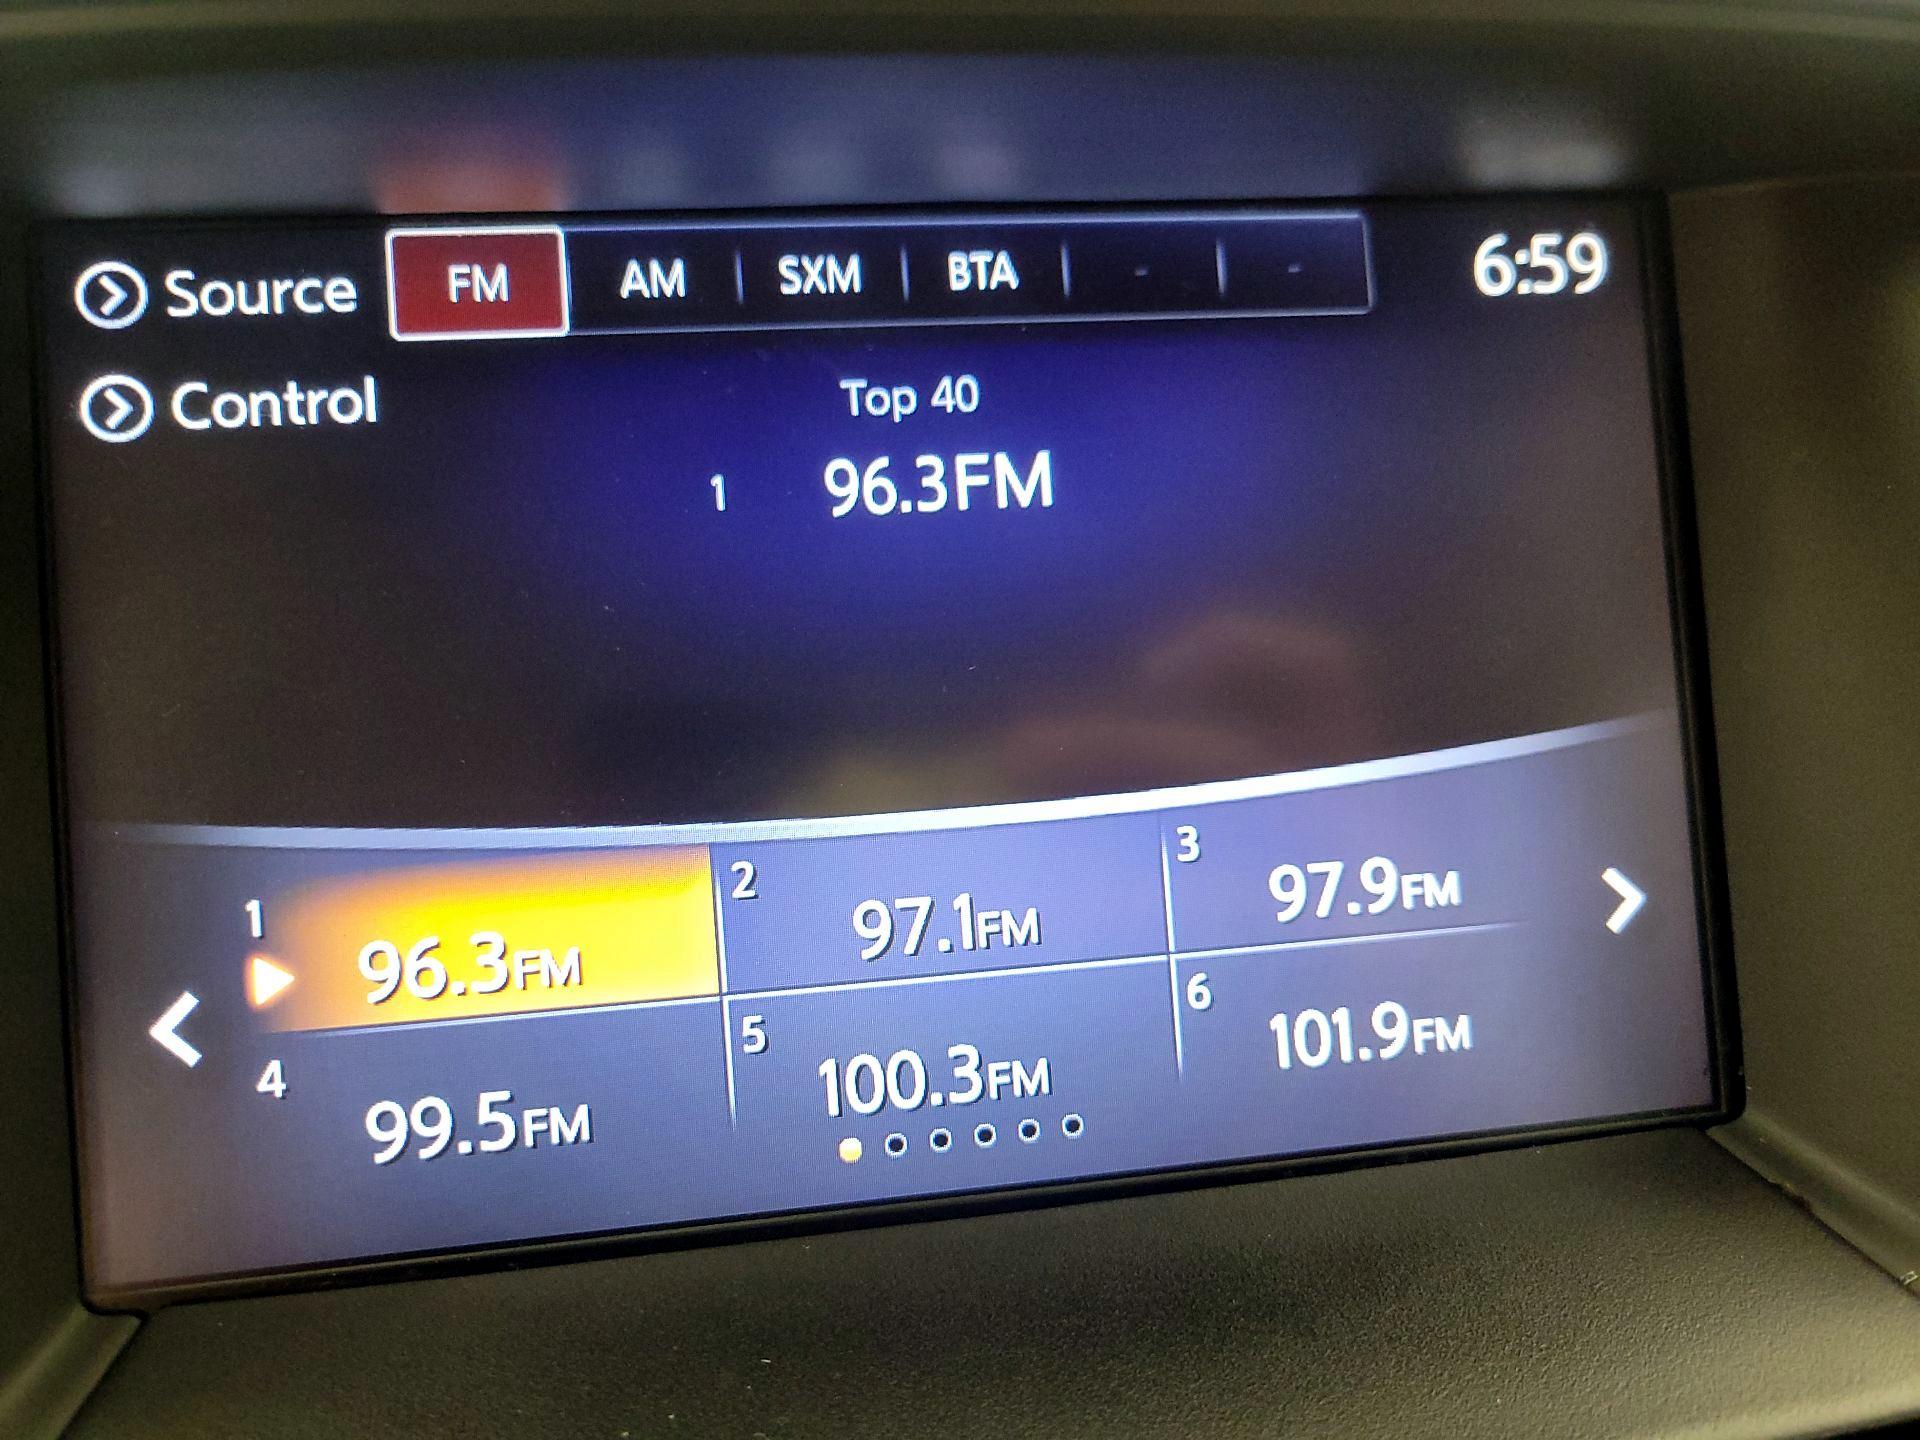 Source FM AM SXM BTA - - 6:59
Control
Top 40
1 96.3FM
1 96.3FM 2 97.1FM 3 97.9FM
4 99.5FM 5 100.3FM 6 101.9FM